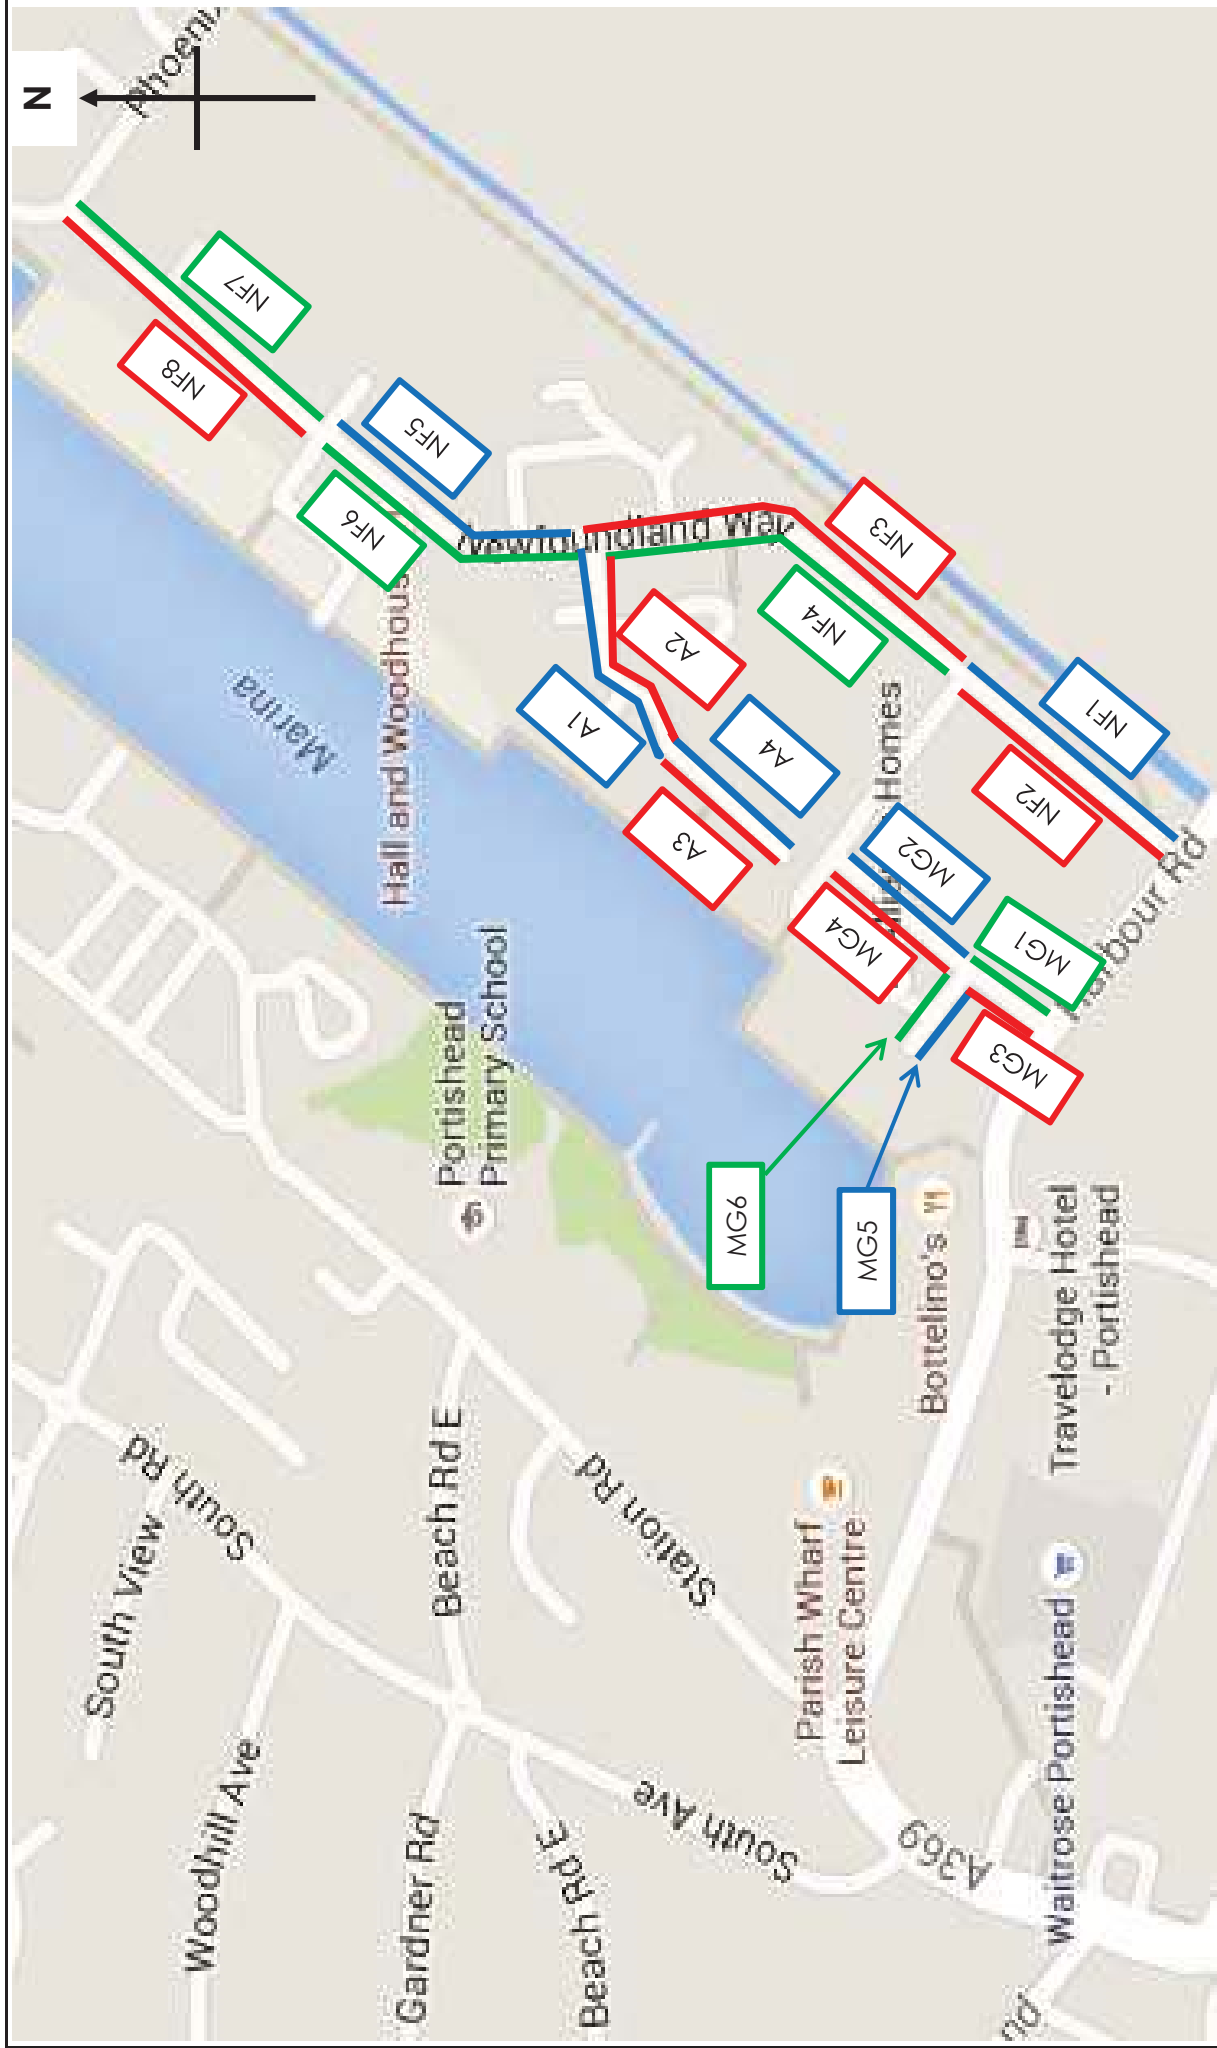 N
Phoenix
NF7
NF8
NF5
NF6
Newfoundland Way
NF3
NF4
A2
A1
A4
A3
NF1
NF2
MG2
MG4
MG1
MG3
MG6
MG5
Marina
Hall and Woodhouse
Homes
Harbour Rd
Portishead
Primary School
Bottelino's
Travelodge Hotel
- Portishead
South Rd
South View
Beach Rd E
Station Rd
Parish Wharf
Leisure Centre
Woodhill Ave
Gardner Rd
Beach Rd E
South Ave
A369
Waitrose Portishead